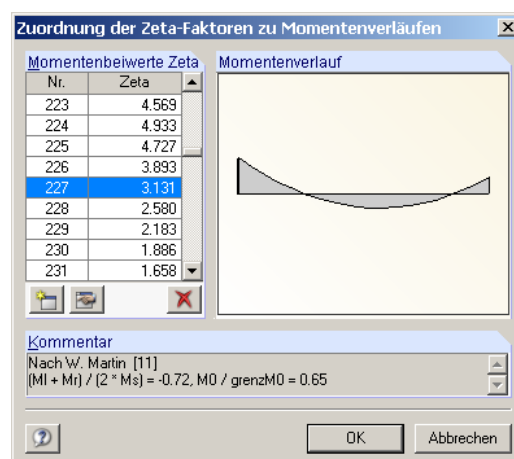 Zuordnung der Zeta-Faktoren zu Momentenverläufen
Momentenbeiwerte Zeta
Momentenverlauf
Nr. Zeta
223 4.569
224 4.933
225 4.727
226 3.893
227 3.131
228 2.580
229 2.183
230 1.886
231 1.658
Kommentar
Nach W. Martin [11]
(Ml + Mr) / (2 * Ms) = -0.72, M0 / grenzM0 = 0.65
OK
Abbrechen